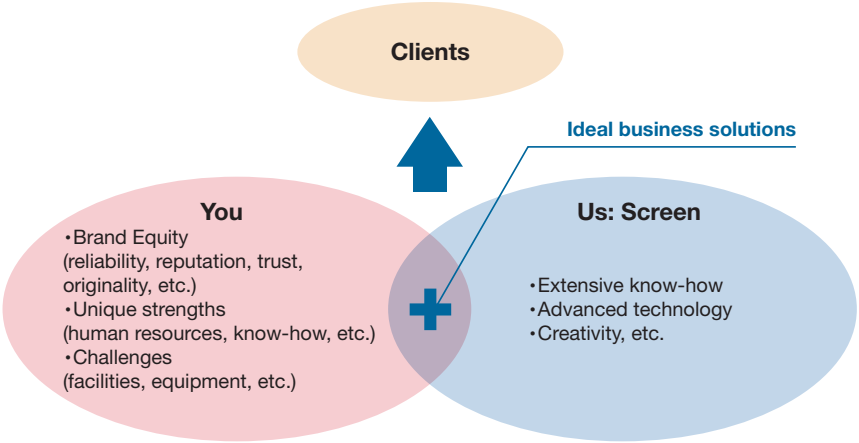 Clients
Ideal business solutions
You
・Brand Equity
(reliability, reputation, trust,
originality, etc.)
・Unique strengths
(human resources, know-how, etc.)
・Challenges
(facilities, equipment, etc.)
Us: Screen
・Extensive know-how
・Advanced technology
・Creativity, etc.